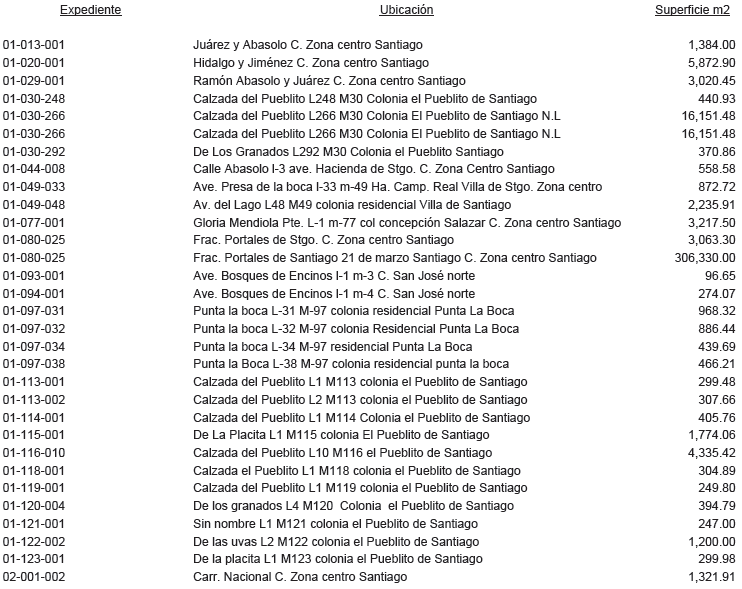 Expediente Ubicación Superficie m2
01-013-001 Juárez y Abasolo C. Zona centro Santiago 1,384.00
01-020-001 Hidalgo y Jiménez C. Zona centro Santiago 5,872.90
01-029-001 Ramón Abasolo y Juárez C. Zona centro Santiago 3,020.45
01-030-248 Calzada del Pueblito L248 M30 Colonia el Pueblito de Santiago 440.93
01-030-266 Calzada del Pueblito L266 M30 Colonia El Pueblito de Santiago N.L 16,151.48
01-030-266 Calzada del Pueblito L266 M30 Colonia El Pueblito de Santiago N.L 16,151.48
01-030-292 De Los Granados L292 M30 Colonia el Pueblito Santiago 370.86
01-044-008 Calle Abasolo I-3 ave. Hacienda de Stgo. C. Zona Centro Santiago 558.58
01-049-033 Ave. Presa de la boca I-33 m-49 Ha. Camp. Real Villa de Stgo. Zona centro 872.72
01-049-048 Av. del Lago L48 M49 colonia residencial Villa de Santiago 2,235.91
01-077-001 Gloria Mendiola Pte. L-1 m-77 col concepción Salazar C. Zona centro Santiago 3,217.50
01-080-025 Frac. Portales de Stgo. C. Zona centro Santiago 3,063.30
01-080-025 Frac. Portales de Santiago 21 de marzo Santiago C. Zona centro Santiago 306,330.00
01-093-001 Ave. Bosques de Encinos I-1 m-3 C. San José norte 96.65
01-094-001 Ave. Bosques de Encinos I-1 m-4 C. San José norte 274.07
01-097-031 Punta la boca L-31 M-97 colonia residencial Punta La Boca 968.32
01-097-032 Punta la boca L-32 M-97 colonia Residencial Punta La Boca 886.44
01-097-034 Punta la boca L-34 M-97 residencial Punta La Boca 439.69
01-097-038 Punta la Boca L-38 M-97 colonia residencial punta la boca 466.21
01-113-001 Calzada del Pueblito L1 M113 colonia el Pueblito de Santiago 299.48
01-113-002 Calzada del Pueblito L2 M113 colonia el Pueblito de Santiago 307.66
01-114-001 Calzada del Pueblito L1 M114 Colonia el Pueblito de Santiago 405.76
01-115-001 De La Placita L1 M115 colonia El Pueblito de Santiago 1,774.06
01-116-010 Calzada del Pueblito L10 M116 el Pueblito de Santiago 4,335.42
01-118-001 Calzada el Pueblito L1 M118 colonia el Pueblito de Santiago 304.89
01-119-001 Calzada del Pueblito L1 M119 colonia el Pueblito de Santiago 249.80
01-120-004 De los granados L4 M120 Colonia el Pueblito de Santiago 394.79
01-121-001 Sin nombre L1 M121 colonia el Pueblito de Santiago 247.00
01-122-002 De las uvas L2 M122 colonia el Pueblito de Santiago 1,200.00
01-123-001 De la placita L1 M123 colonia el Pueblito de Santiago 299.98
02-001-002 Carr. Nacional C. Zona centro Santiago 1,321.91